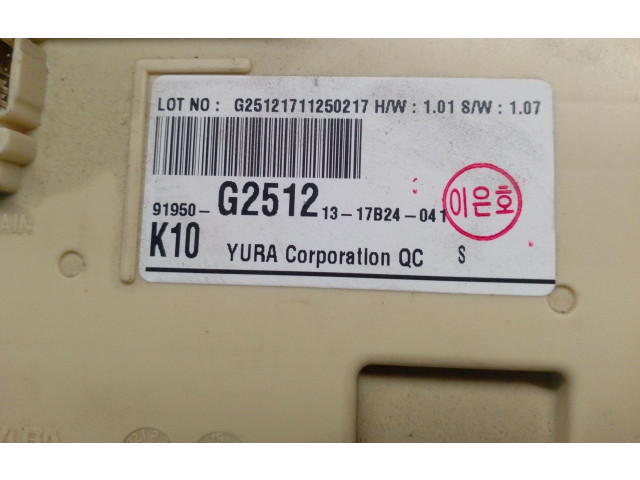 LOT NO : G25121711250217 H/W : 1.01 S/W : 1.07
91950- G2512 13-17B24-041
이은호
K10 YURA Corporation QC S